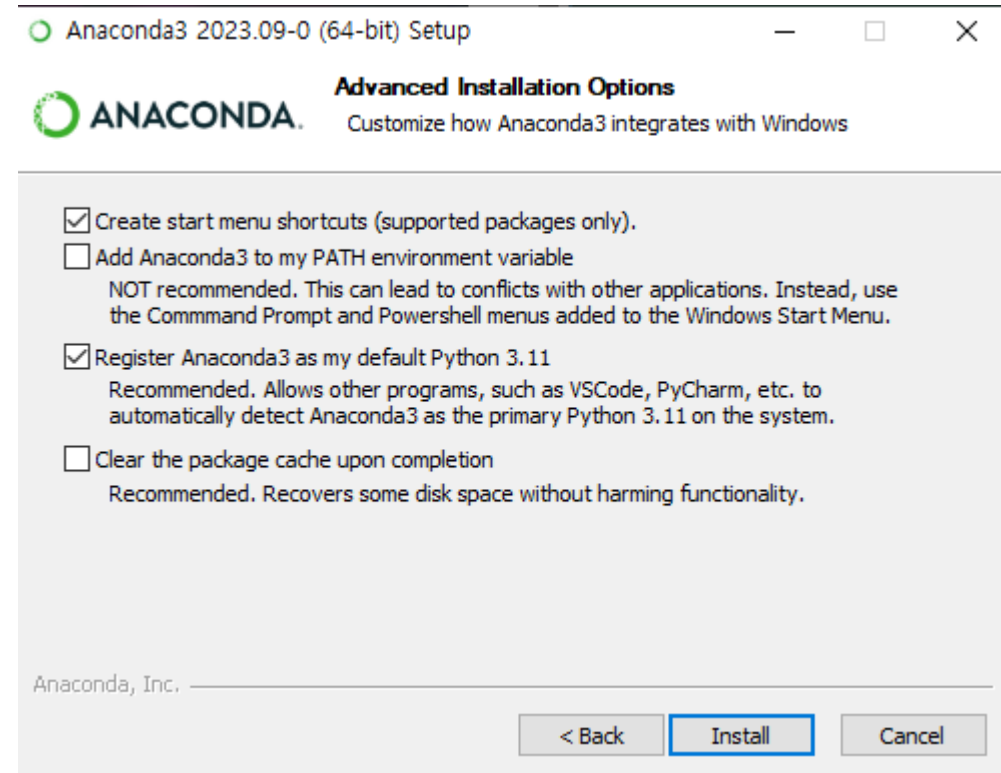 Anaconda3 2023.09-0 (64-bit) Setup
ANACONDA.
Advanced Installation Options
Customize how Anaconda3 integrates with Windows
Create start menu shortcuts (supported packages only).
Add Anaconda3 to my PATH environment variable
NOT recommended. This can lead to conflicts with other applications. Instead, use
the Commmand Prompt and Powershell menus added to the Windows Start Menu.
Register Anaconda3 as my default Python 3.11
Recommended. Allows other programs, such as VSCode, PyCharm, etc. to
automatically detect Anaconda3 as the primary Python 3.11 on the system.
Clear the package cache upon completion
Recommended. Recovers some disk space without harming functionality.
Anaconda, Inc.
< Back
Install
Cancel